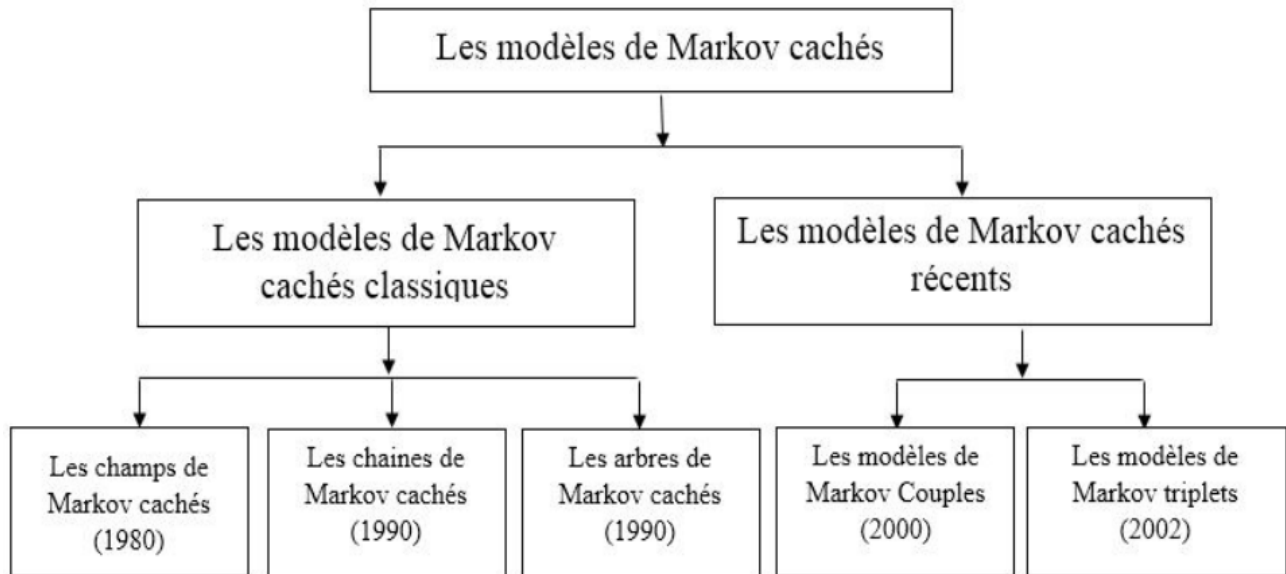 Les modèles de Markov cachés
Les modèles de Markov
cachés classiques
Les modèles de Markov cachés
récents
Les champs de
Markov cachés
(1980)
Les chaines de
Markov cachés
(1990)
Les arbres de
Markov cachés
(1990)
Les modèles de
Markov Couples
(2000)
Les modèles de
Markov triplets
(2002)